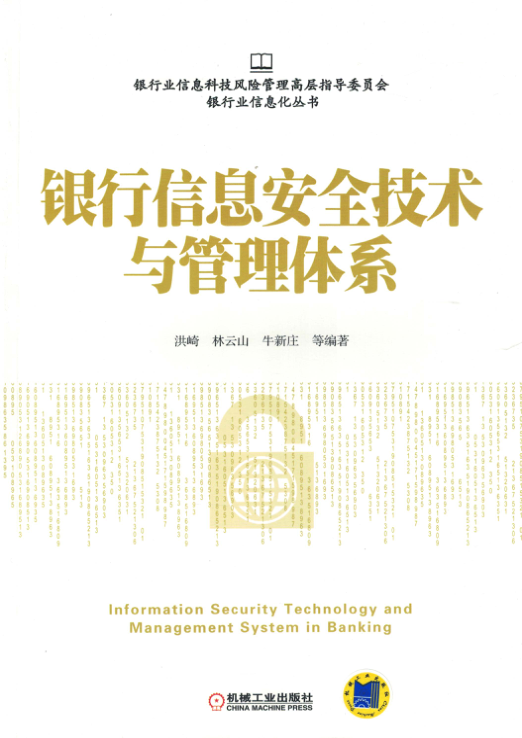 银行业信息科技风险管理高层指导委员会
银行业信息化丛书
银行信息安全技术
与管理体系
洪崎 林云山 牛新庄 等编著
Information Security Technology and
Management System in Banking
机械工业出版社
CHINA MACHINE PRESS